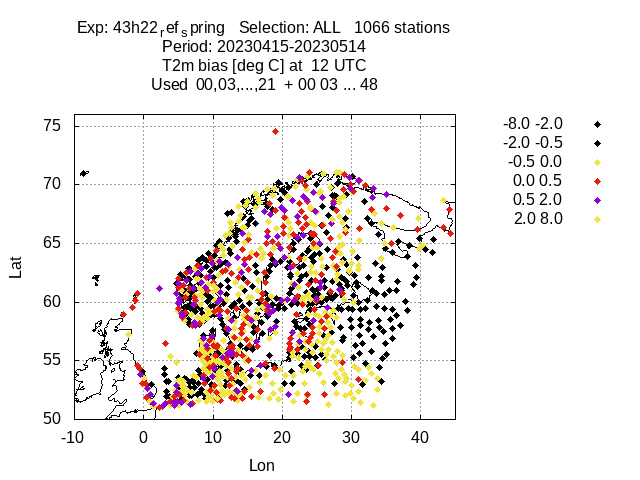 Exp: 43h22refspring   Selection: ALL   1066 stations
Period: 20230415-20230514
T2m bias [deg C] at  12 UTC
Used  00,03,...,21  + 00 03 ... 48
-8.0 -2.0
-2.0 -0.5
-0.5 0.0
0.0 0.5
0.5 2.0
2.0 8.0
Lat
75
70
65
60
55
50
-10 0 10 20 30 40
Lon